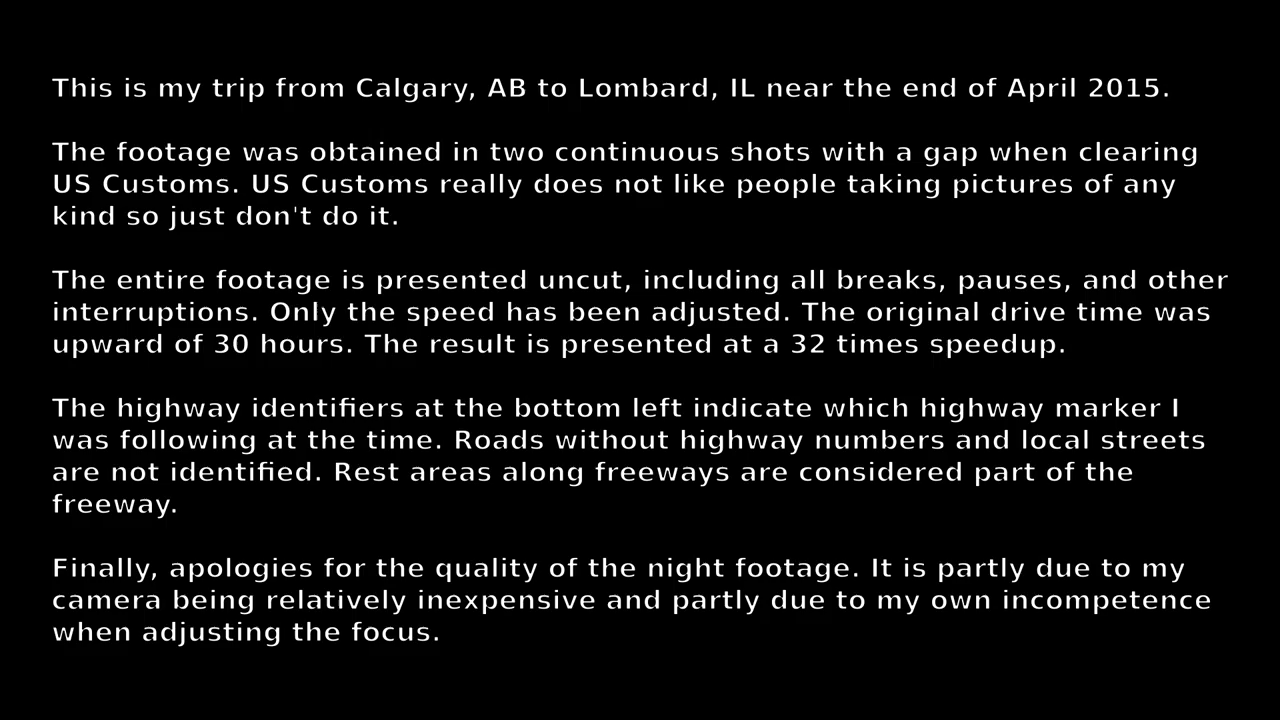 This is my trip from Calgary, AB to Lombard, IL near the end of April 2015.
The footage was obtained in two continuous shots with a gap when clearing
US Customs. US Customs really does not like people taking pictures of any
kind so just don't do it.
The entire footage is presented uncut, including all breaks, pauses, and other
interruptions. Only the speed has been adjusted. The original drive time was
upward of 30 hours. The result is presented at a 32 times speedup.
The highway identifiers at the bottom left indicate which highway marker I
was following at the time. Roads without highway numbers and local streets
are not identified. Rest areas along freeways are considered part of the
freeway.
Finally, apologies for the quality of the night footage. It is partly due to my
camera being relatively inexpensive and partly due to my own incompetence
when adjusting the focus.